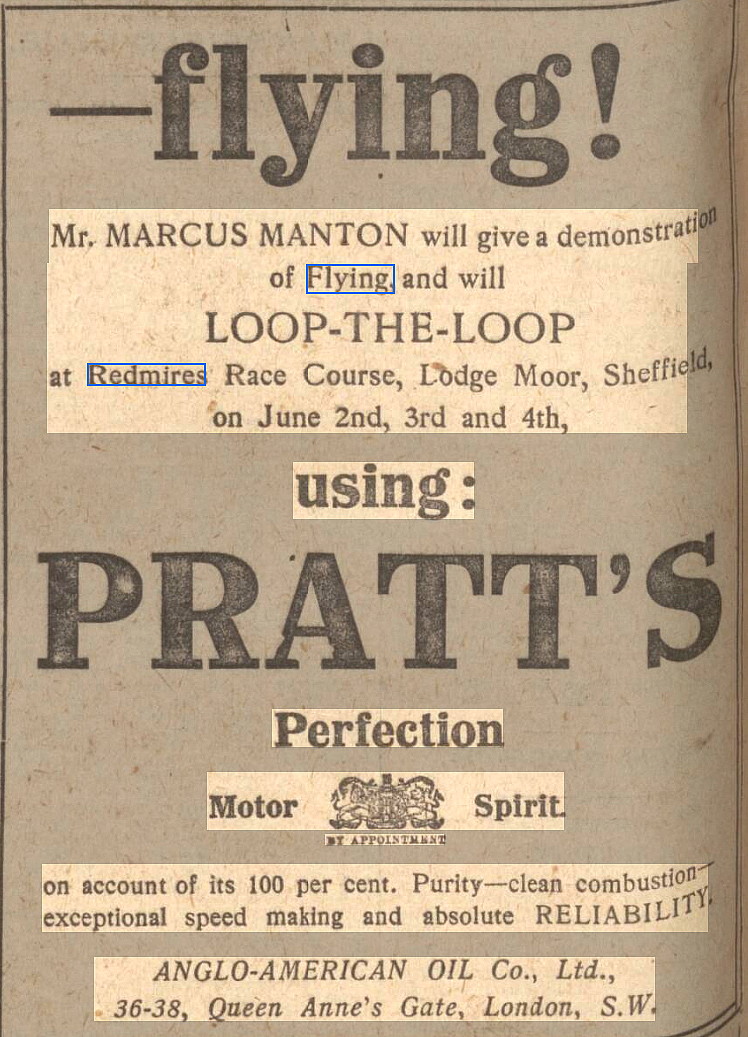 —flying!
Mr. MARCUS MANTON will give a demonstration
of Flying, and will
LOOP-THE-LOOP
at Redmires Race Course, Lodge Moor, Sheffield,
on June 2nd, 3rd and 4th,
using:
PRATT'S
Perfection
Motor Spirit.
BY APPOINTMENT
on account of its 100 per cent. Purity—clean combustion—
exceptional speed making and absolute RELIABILITY.
ANGLO-AMERICAN OIL Co., Ltd.,
36-38, Queen Anne's Gate, London, S.W.